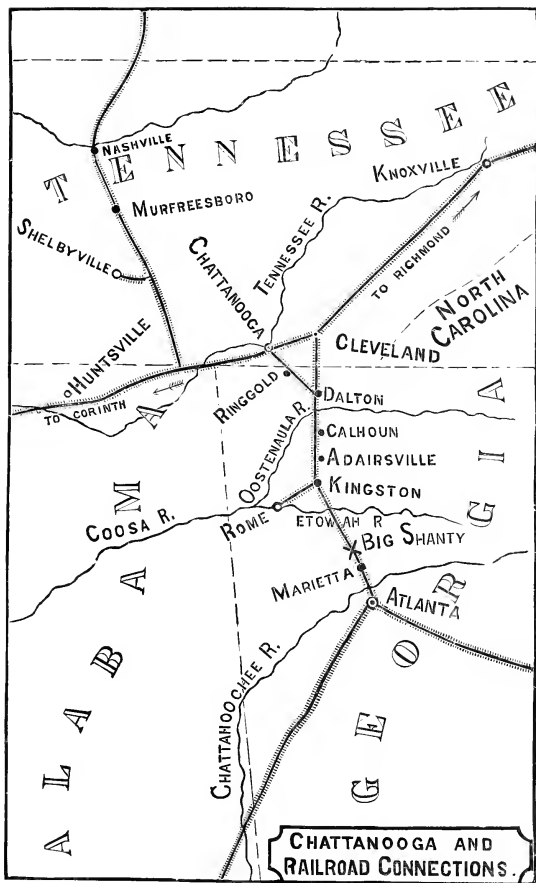 TENNESSEE
NASHVILLE
MURFREESBORO
KNOXVILLE
SHELBYVILLE
CHATTANOOGA
TENNESSEE R.
TO RICHMOND
NORTH
CAROLINA
HUNTSVILLE
CLEVELAND
TO CORINTH
RINGGOLD
DALTON
OOSTENAULA R.
CALHOUN
ADAIRSVILLE
KINGSTON
COOSA R.
ROME
ETOWAH R
BIG SHANTY
MARIETTA
ATLANTA
CHATTAHOOCHEE R.
ALABAMA
GEORGIA
CHATTANOOGA AND
RAILROAD CONNECTIONS.